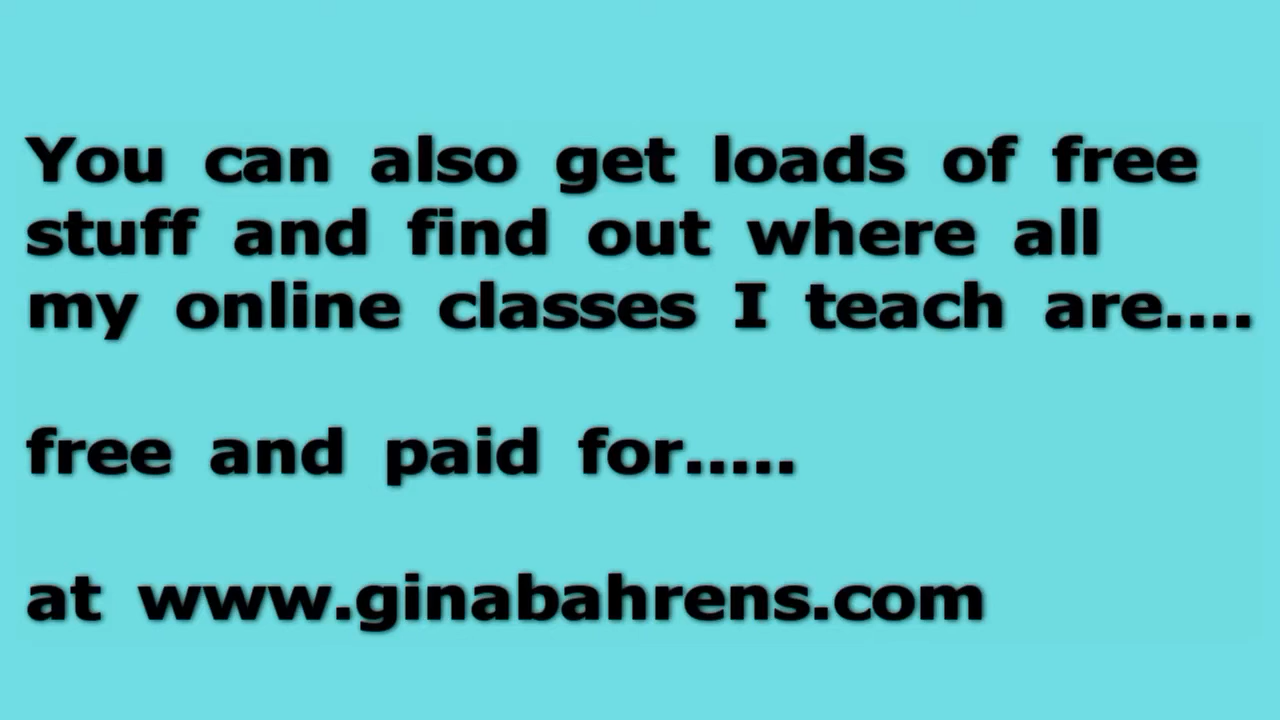 You can also get loads of free
stuff and find out where all
my online classes I teach are....
free and paid for.....
at www.ginabahrens.com